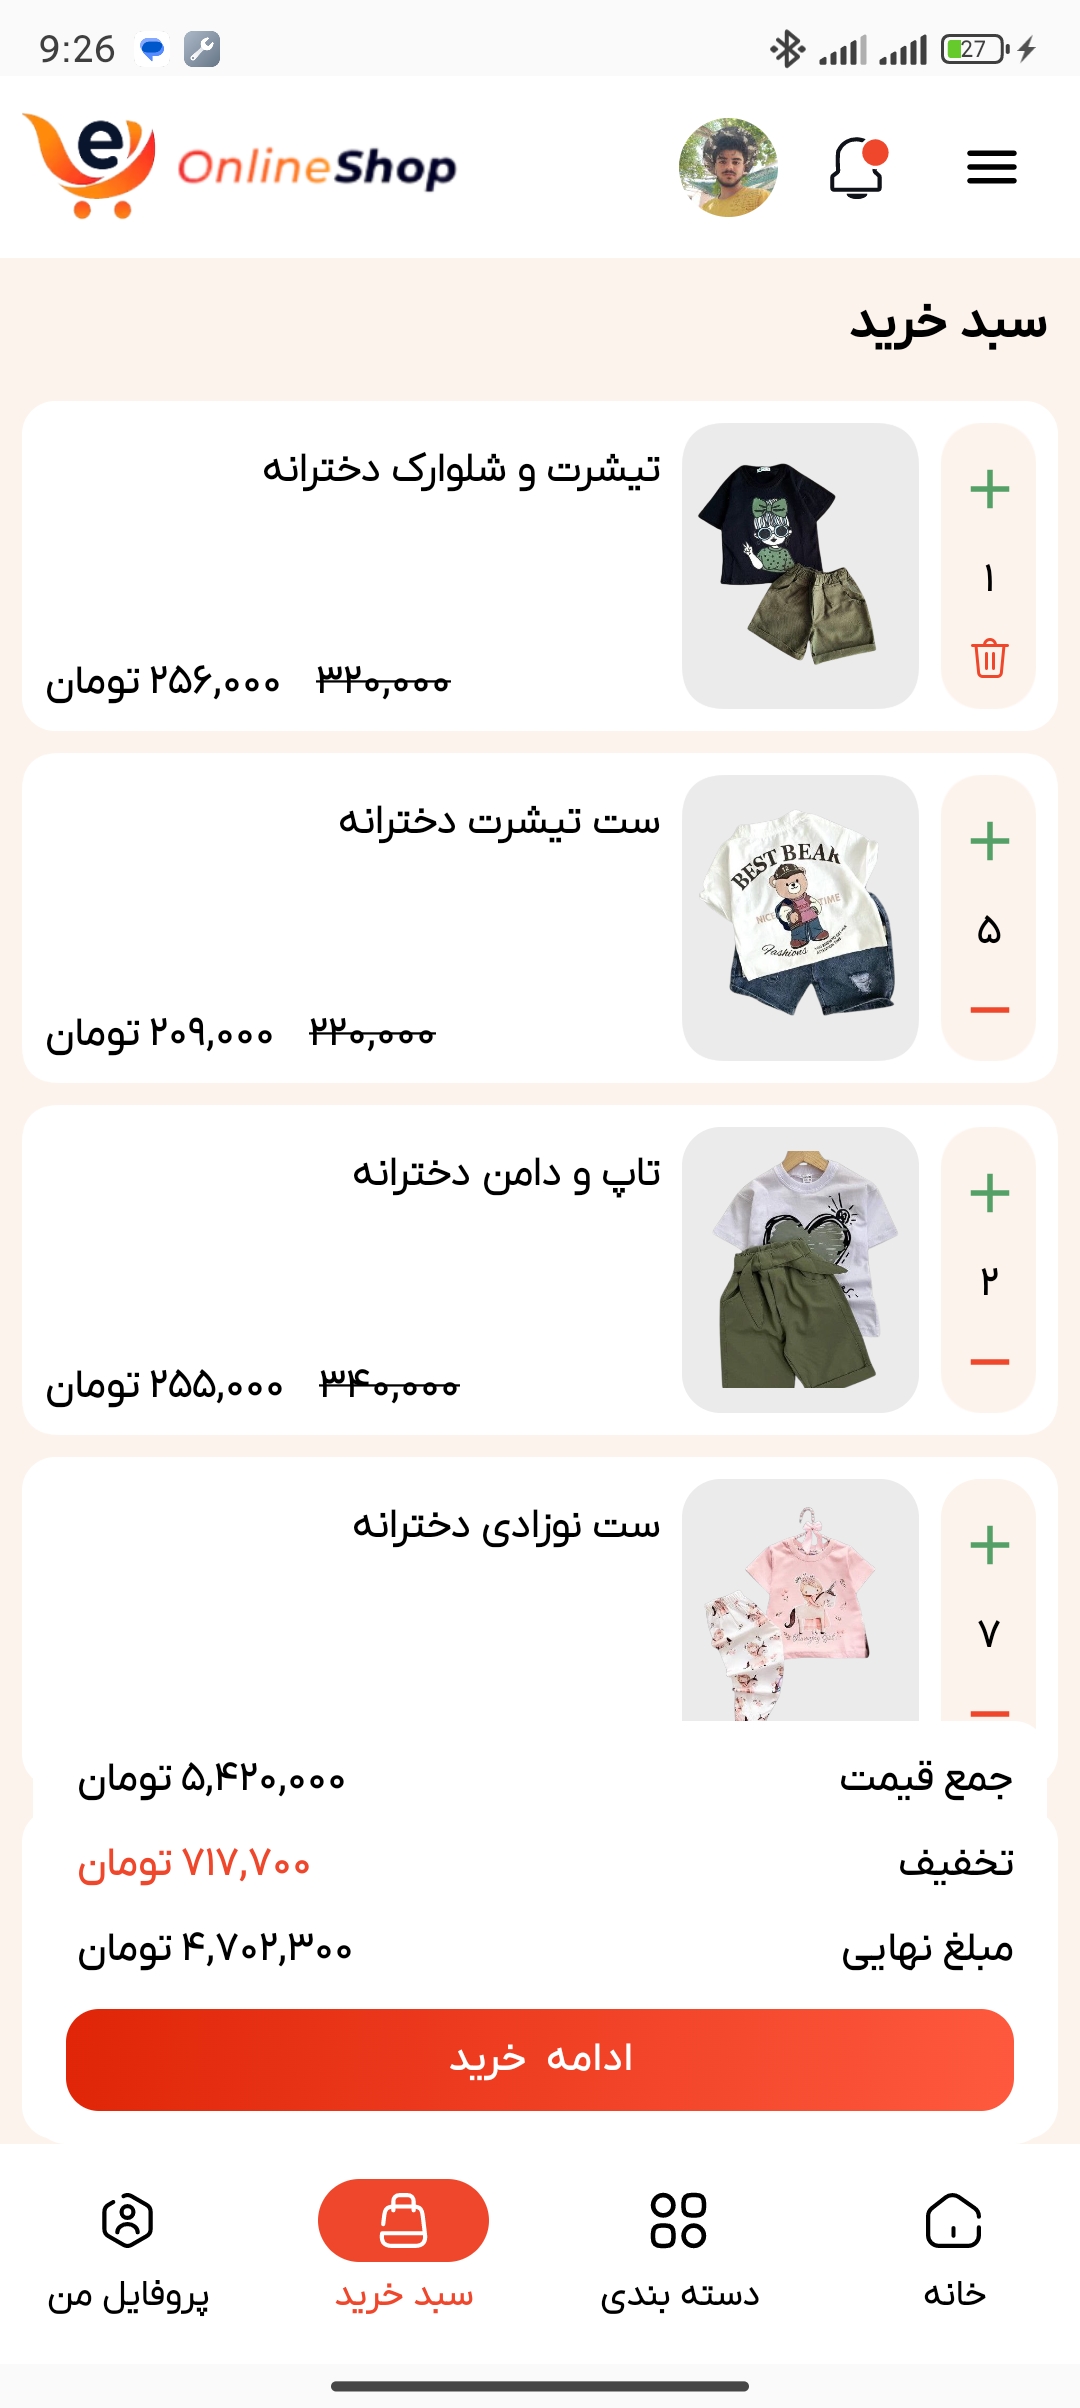 9:26
27
e OnlineShop
سبد خرید
تیشرت و شلوارک دخترانه
۱
۳۲۰,۰۰۰ ۲۵۶,۰۰۰ تومان
ست تیشرت دخترانه
BEST BEAR
NICE TIME
Fashions
۵
۲۲۰,۰۰۰ ۲۰۹,۰۰۰ تومان
تاپ و دامن دخترانه
۲
۳۴۰,۰۰۰ ۲۵۵,۰۰۰ تومان
ست نوزادی دخترانه
۷
جمع قیمت ۵,۴۲۰,۰۰۰ تومان
تخفیف ۷۱۷,۷۰۰ تومان
مبلغ نهایی ۴,۷۰۲,۳۰۰ تومان
ادامه خرید
خانه
دسته بندی
سبد خرید
پروفایل من